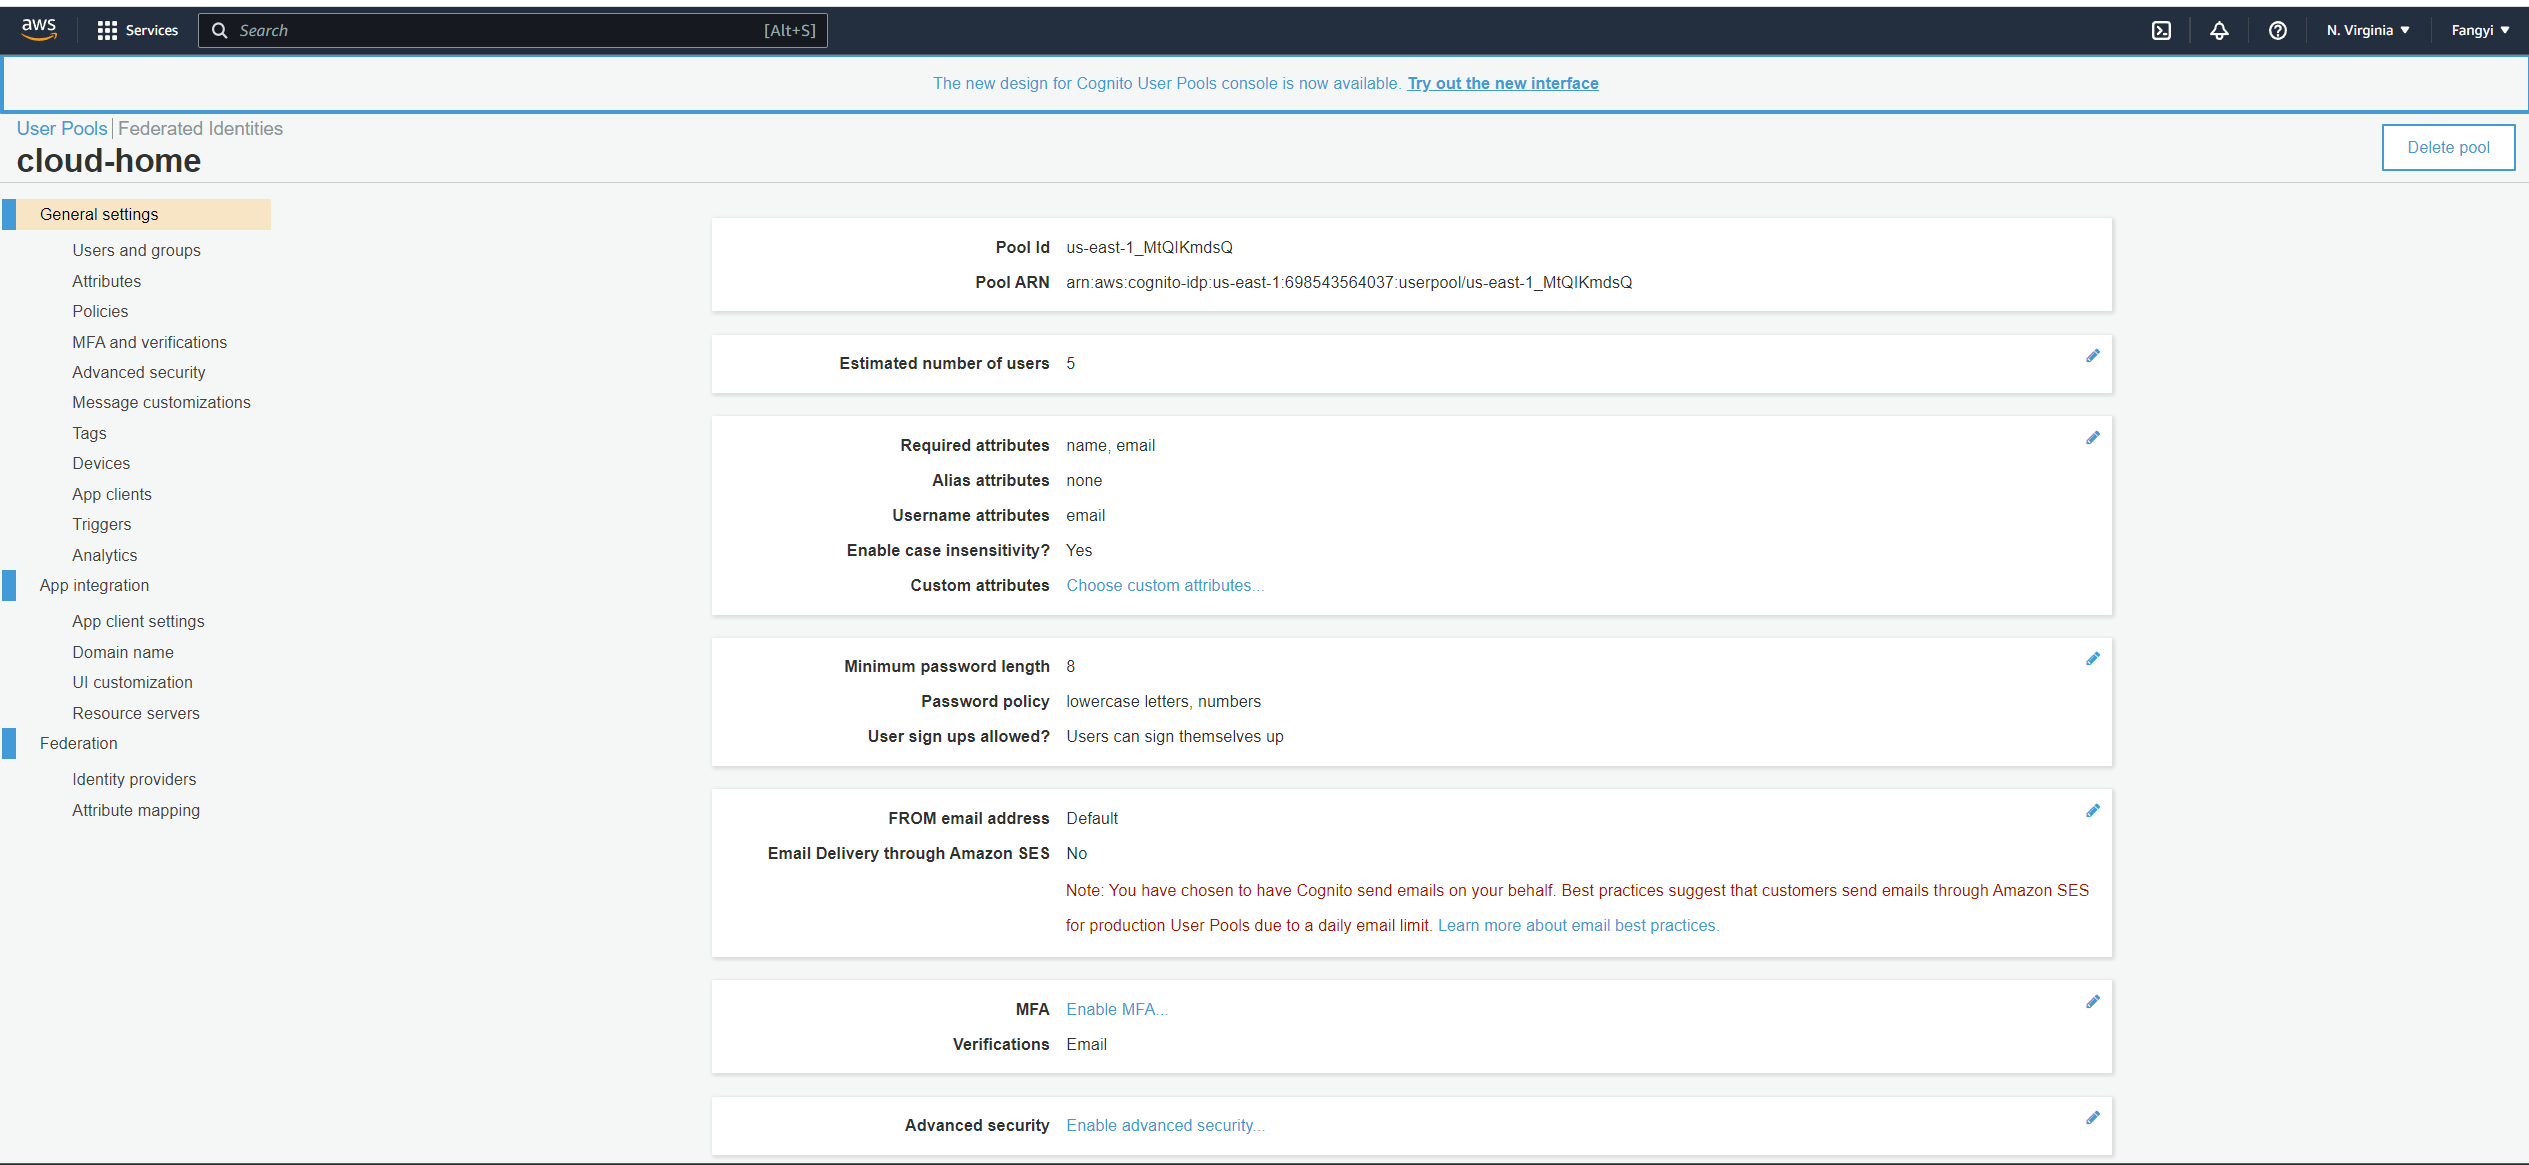 aws
Services
Search
[Alt+S]
N. Virginia
Fangyi
The new design for Cognito User Pools console is now available. Try out the new interface
User Pools
Federated Identities
cloud-home
Delete pool
General settings
Users and groups
Attributes
Policies
MFA and verifications
Advanced security
Message customizations
Tags
Devices
App clients
Triggers
Analytics
App integration
App client settings
Domain name
UI customization
Resource servers
Federation
Identity providers
Attribute mapping
Pool Id us-east-1_MtQIKmdsQ
Pool ARN arn:aws:cognito-idp:us-east-1:698543564037:userpool/us-east-1_MtQIKmdsQ
Estimated number of users 5
Required attributes name, email
Alias attributes none
Username attributes email
Enable case insensitivity? Yes
Custom attributes Choose custom attributes...
Minimum password length 8
Password policy lowercase letters, numbers
User sign ups allowed? Users can sign themselves up
FROM email address Default
Email Delivery through Amazon SES No
Note: You have chosen to have Cognito send emails on your behalf. Best practices suggest that customers send emails through Amazon SES
for production User Pools due to a daily email limit. Learn more about email best practices.
MFA Enable MFA...
Verifications Email
Advanced security Enable advanced security...